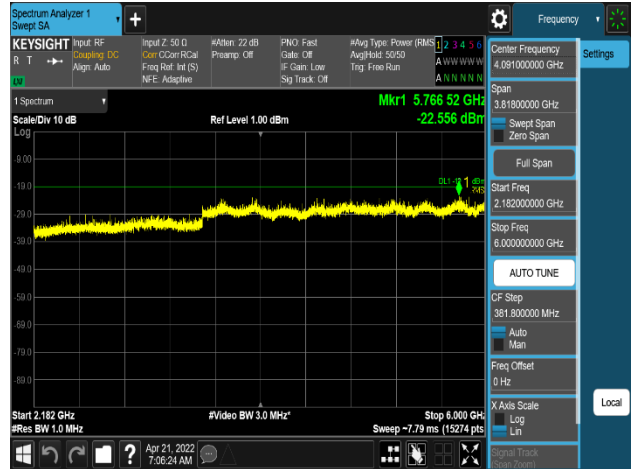 Spectrum Analyzer 1
Swept SA
+
Frequency
KEYSIGHT
R T
LW
Input: RF
Coupling: DC
Align: Auto
Input Z: 50 Ω
Corr CCorr RCal
Freq Ref: Int (S)
NFE: Adaptive
#Atten: 22 dB
Preamp: Off
PNO: Fast
Gate: Off
IF Gain: Low
Sig Track: Off
#Avg Type: Power (RMS
Avg|Hold: 50/50
Trig: Free Run
1 2 3 4 5 6
A W W W W W
A N N N N N
1 Spectrum
Scale/Div 10 dB
Ref Level 1.00 dBm
Mkr1 5.766 52 GHz
-22.556 dBm
Log
-9.00
-19.0
-29.0
-39.0
-49.0
-59.0
-69.0
-79.0
-89.0
1
RMS
Start 2.182 GHz
#Video BW 3.0 MHz*
Stop 6.000 GHz
#Res BW 1.0 MHz
Sweep ~7.79 ms (15274 pts
Apr 21, 2022
7:06:24 AM
?
Center Frequency
4.091000000 GHz
Settings
Span
3.81800000 GHz
Swept Span
Zero Span
Full Span
Start Freq
2.182000000 GHz
Stop Freq
6.000000000 GHz
AUTO TUNE
CF Step
381.800000 MHz
Auto
Man
Freq Offset
0 Hz
X Axis Scale
Log
Lin
Local
Signal Track
(Span Zoom)